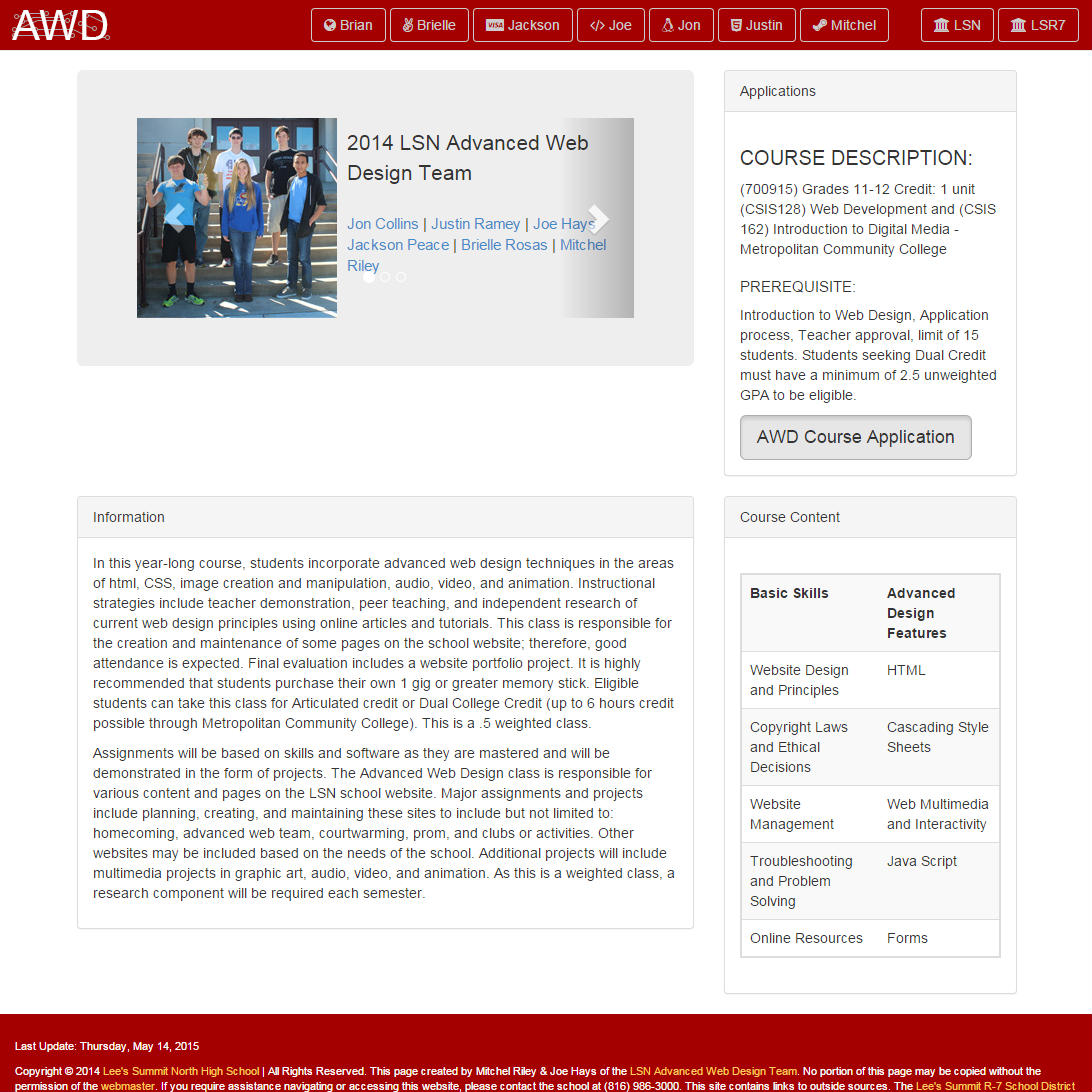 AWD
Brian
Brielle
VISA Jackson
Joe
Jon
Justin
Mitchel
LSN
LSR7
2014 LSN Advanced Web
Design Team
Jon Collins | Justin Ramey | Joe Hays
Jackson Peace | Brielle Rosas | Mitchel
Riley
Applications
COURSE DESCRIPTION:
(700915) Grades 11-12 Credit: 1 unit
(CSIS128) Web Development and (CSIS
162) Introduction to Digital Media -
Metropolitan Community College
PREREQUISITE:
Introduction to Web Design, Application
process, Teacher approval, limit of 15
students. Students seeking Dual Credit
must have a minimum of 2.5 unweighted
GPA to be eligible.
AWD Course Application
Information
In this year-long course, students incorporate advanced web design techniques in the areas
of html, CSS, image creation and manipulation, audio, video, and animation. Instructional
strategies include teacher demonstration, peer teaching, and independent research of
current web design principles using online articles and tutorials. This class is responsible for
the creation and maintenance of some pages on the school website; therefore, good
attendance is expected. Final evaluation includes a website portfolio project. It is highly
recommended that students purchase their own 1 gig or greater memory stick. Eligible
students can take this class for Articulated credit or Dual College Credit (up to 6 hours credit
possible through Metropolitan Community College). This is a .5 weighted class.
Assignments will be based on skills and software as they are mastered and will be
demonstrated in the form of projects. The Advanced Web Design class is responsible for
various content and pages on the LSN school website. Major assignments and projects
include planning, creating, and maintaining these sites to include but not limited to:
homecoming, advanced web team, courtwarming, prom, and clubs or activities. Other
websites may be included based on the needs of the school. Additional projects will include
multimedia projects in graphic art, audio, video, and animation. As this is a weighted class, a
research component will be required each semester.
Course Content
Basic Skills
Advanced
Design
Features
Website Design
and Principles
HTML
Copyright Laws
and Ethical
Decisions
Cascading Style
Sheets
Website
Management
Web Multimedia
and Interactivity
Troubleshooting
and Problem
Solving
Java Script
Online Resources
Forms
Last Update: Thursday, May 14, 2015
Copyright © 2014 Lee's Summit North High School | All Rights Reserved. This page created by Mitchel Riley & Joe Hays of the LSN Advanced Web Design Team. No portion of this page may be copied without the
permission of the webmaster. If you require assistance navigating or accessing this website, please contact the school at (816) 986-3000. This site contains links to outside sources. The Lee's Summit R-7 School District